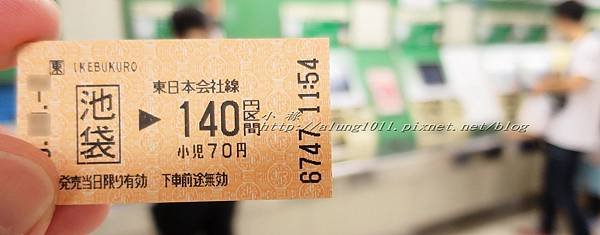 東 IKEBUKURO
池袋
東日本会社線
▶ 140円区間
小児70円
発売当日限り有効 下車前途無効
6747 11:54
http://alung1011.pixnet.net/blog